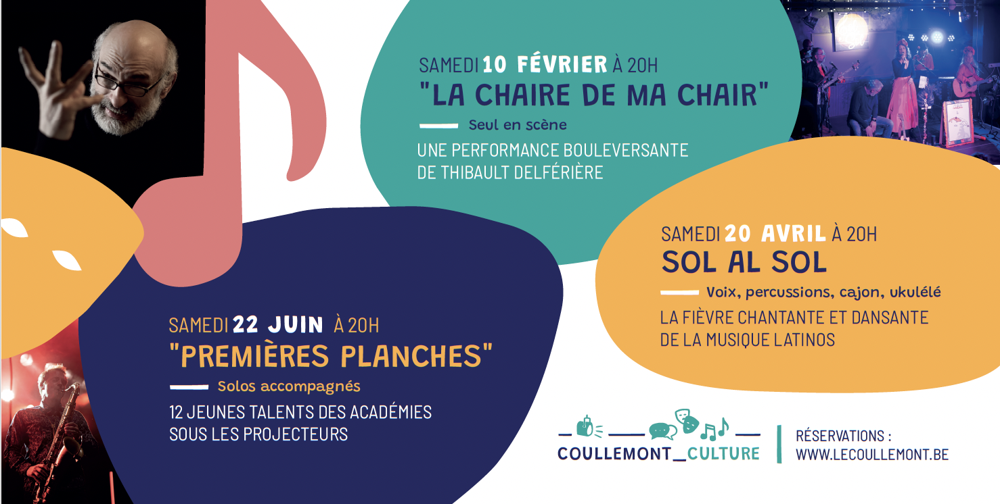 SAMEDI 10 FÉVRIER À 20H
"LA CHAIRE DE MA CHAIR"
Seul en scène
UNE PERFORMANCE BOULEVERSANTE
DE THIBAULT DELFÉRIÈRE
SAMEDI 20 AVRIL À 20H
SOL AL SOL
Voix, percussions, cajon, ukulélé
LA FIÈVRE CHANTANTE ET DANSANTE
DE LA MUSIQUE LATINOS
SAMEDI 22 JUIN À 20H
"PREMIÈRES PLANCHES"
Solos accompagnés
12 JEUNES TALENTS DES ACADÉMIES
SOUS LES PROJECTEURS
COULLEMONT_CULTURE
RÉSERVATIONS :
WWW.LECOULLEMONT.BE